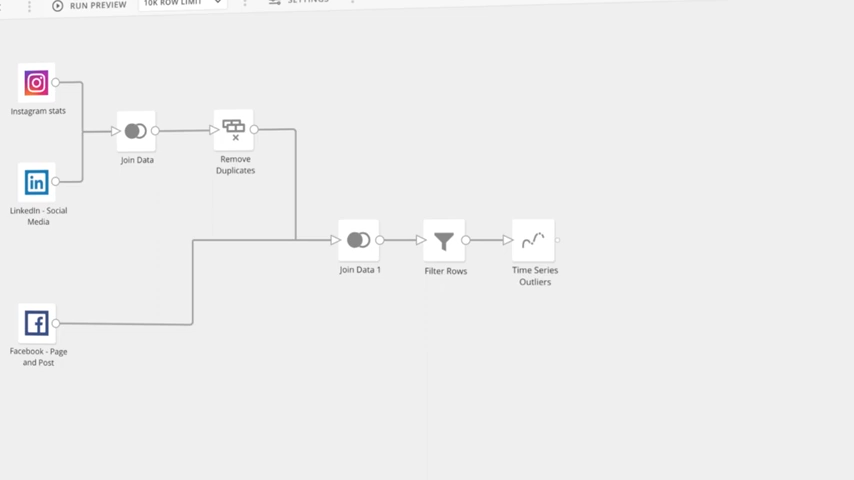 RUN PREVIEW
10K ROW LIMIT
SETTINGS
Instagram stats
Join Data
Remove
Duplicates
LinkedIn - Social
Media
Join Data 1
Filter Rows
Time Series
Outliers
Facebook - Page
and Post